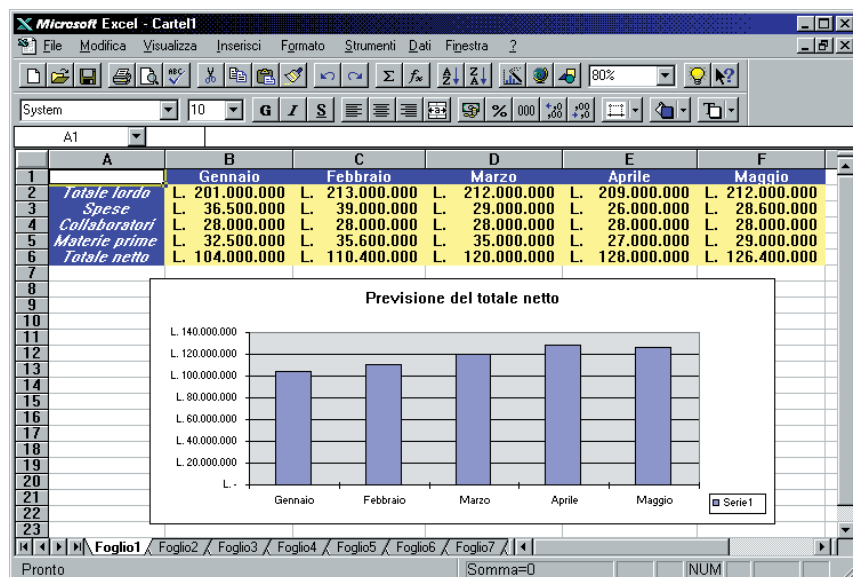 Microsoft Excel - Cartel1
File Modifica Visualizza Inserisci Formato Strumenti Dati Finestra ?
ABC Σ fx A Z Z A 80% ?
System 10 G I S a % 000 ,0 ,00 ,00 ,0
A1
A B C D E F
1 Gennaio Febbraio Marzo Aprile Maggio
2 Totale lordo L. 201.000.000 L. 213.000.000 L. 212.000.000 L. 209.000.000 L. 212.000.000
3 Spese L. 36.500.000 L. 39.000.000 L. 29.000.000 L. 26.000.000 L. 28.600.000
4 Collaboratori L. 28.000.000 L. 28.000.000 L. 28.000.000 L. 28.000.000 L. 28.000.000
5 Materie prime L. 32.500.000 L. 35.600.000 L. 35.000.000 L. 27.000.000 L. 29.000.000
6 Totale netto L. 104.000.000 L. 110.400.000 L. 120.000.000 L. 128.000.000 L. 126.400.000
7
8
9 Previsione del totale netto
10
11 L. 140.000.000
12 L. 120.000.000
13 L. 100.000.000
14
15 L. 80.000.000
16 L. 60.000.000
17 L. 40.000.000
18
19 L. 20.000.000
20 L. -
21 Gennaio Febbraio Marzo Aprile Maggio Serie1
22
23
Foglio1 Foglio2 Foglio3 Foglio4 Foglio5 Foglio6 Foglio7
Pronto Somma=0 NUM